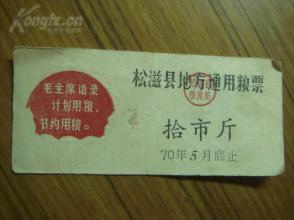 Kongfz.com
毛主席语录
计划用粮，
节约用粮。
松滋县地方通用粮票
拾市斤
70年5月底止